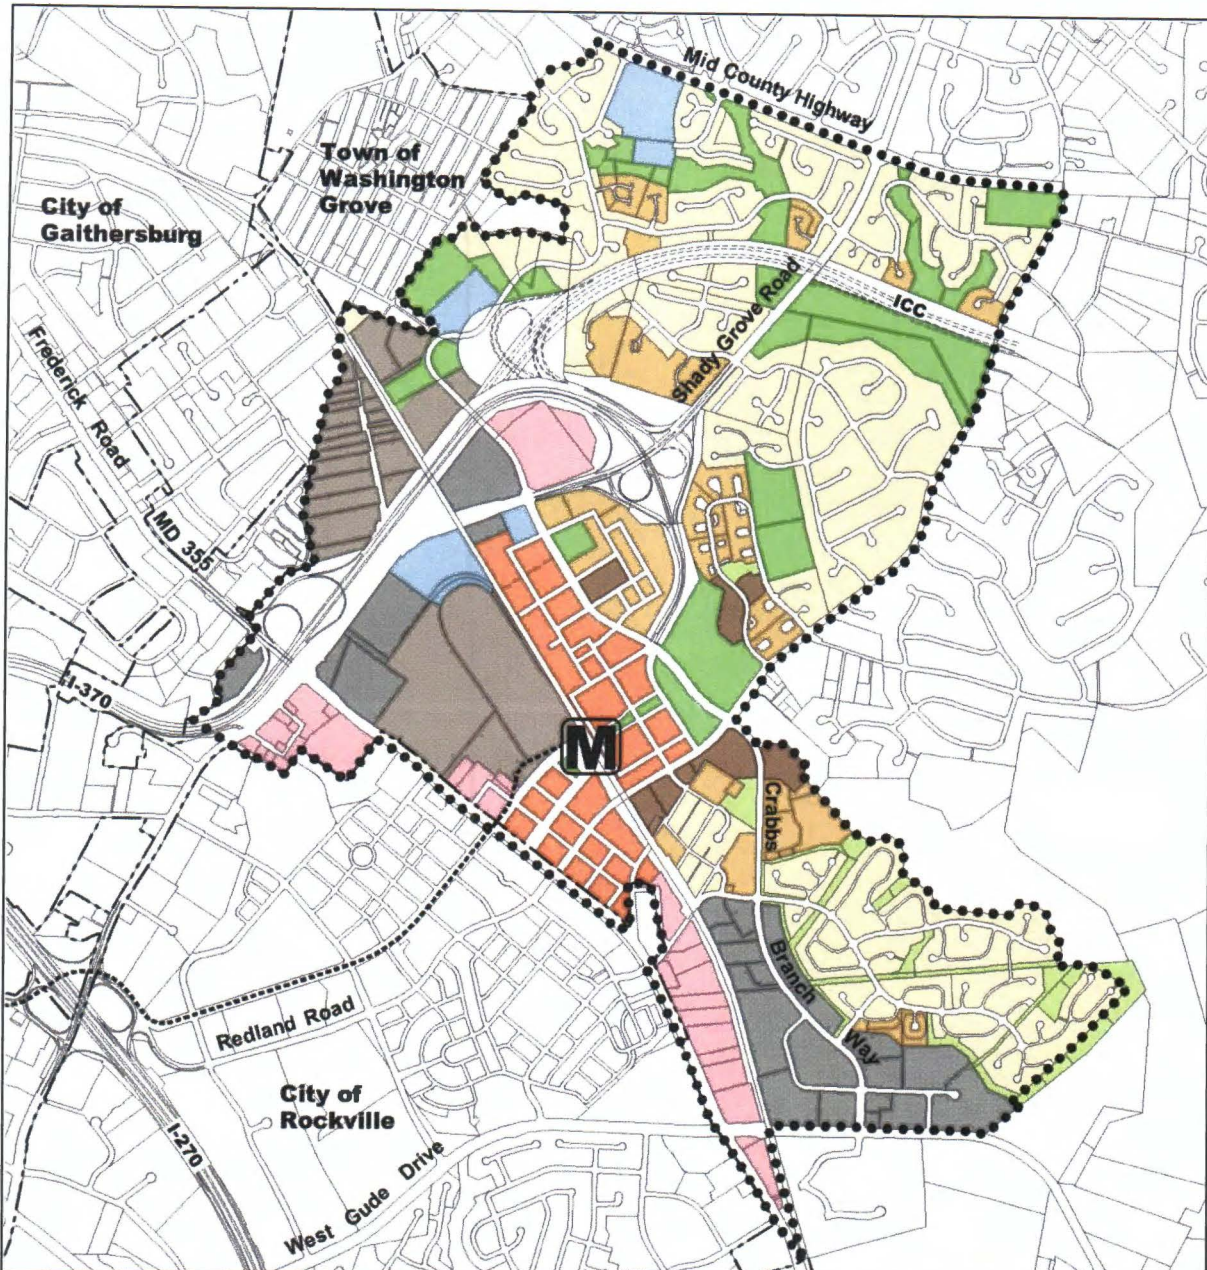 Mid County Highway
Town of
Washington
Grove
City of
Gaithersburg
Shady Grove Road
ICC
Frederick Road
MD 355
I-370
M
Crabbs
Branch
Way
Redland Road
City of
Rockville
I-270
West Gude Drive